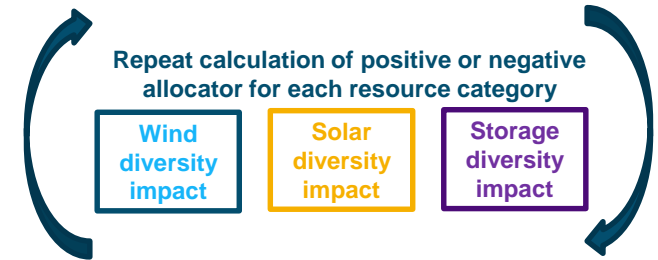 Repeat calculation of positive or negative
allocator for each resource category
Wind
diversity
impact
Solar
diversity
impact
Storage
diversity
impact